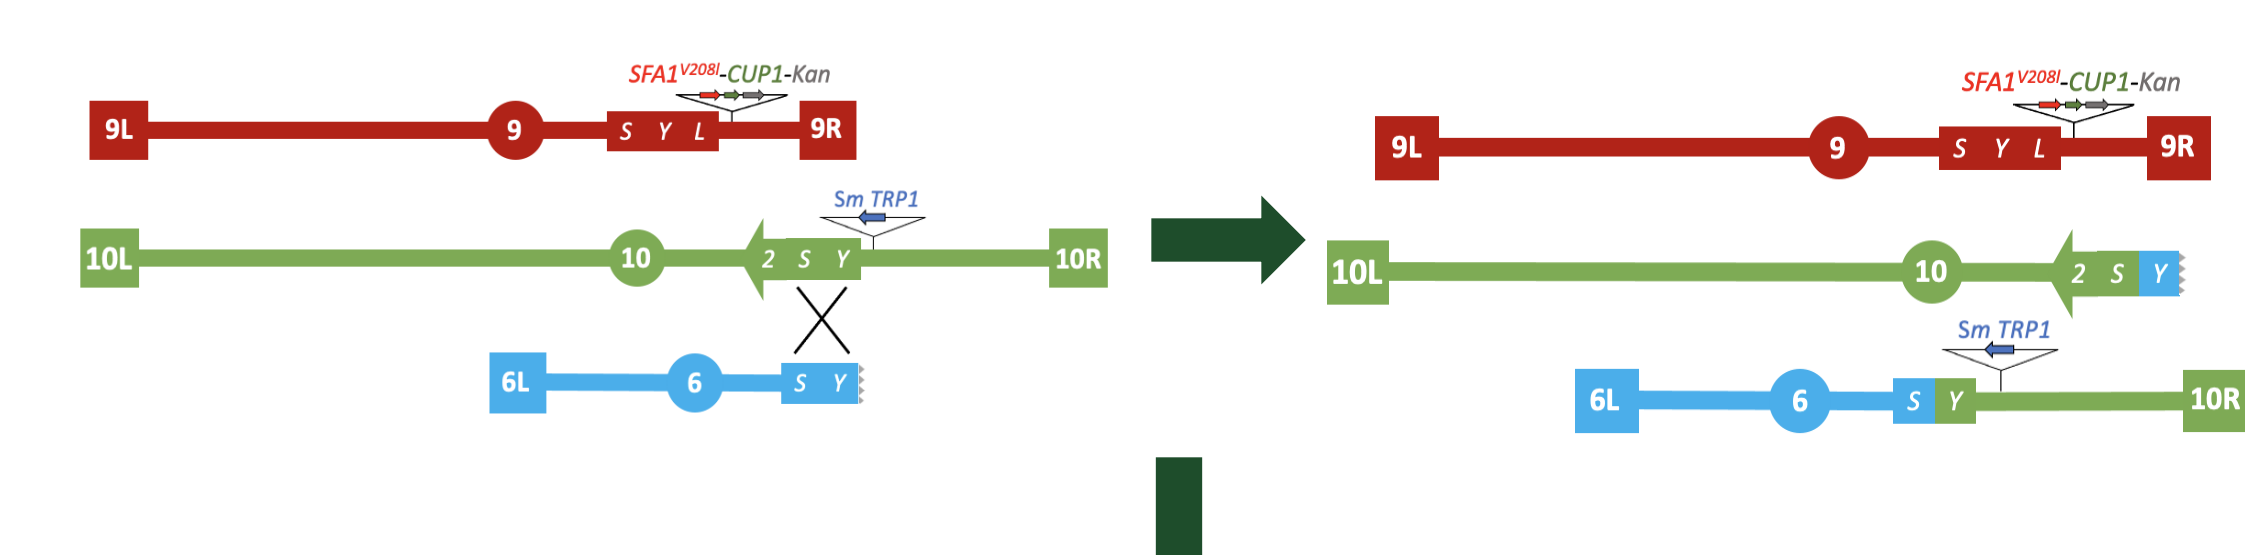 SFA1V208I-CUP1-Kan
9L 9 S Y L 9R
Sm TRP1
10L 10 2 S Y 10R
6L 6 S Y
SFA1V208I-CUP1-Kan
9L 9 S Y L 9R
10L 10 2 S Y
Sm TRP1
6L 6 S Y 10R